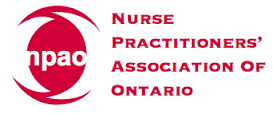 npao
Nurse
Practitioners'
Association Of
Ontario